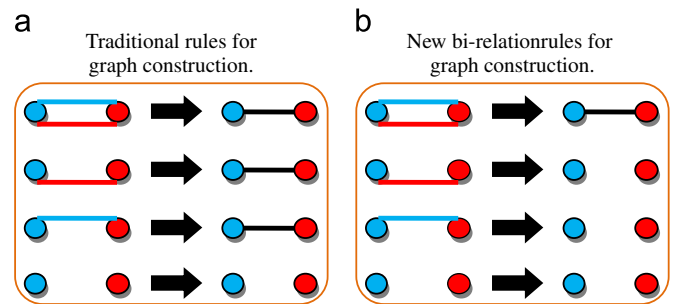 a
Traditional rules for
graph construction.
b
New bi-relationrules for
graph construction.